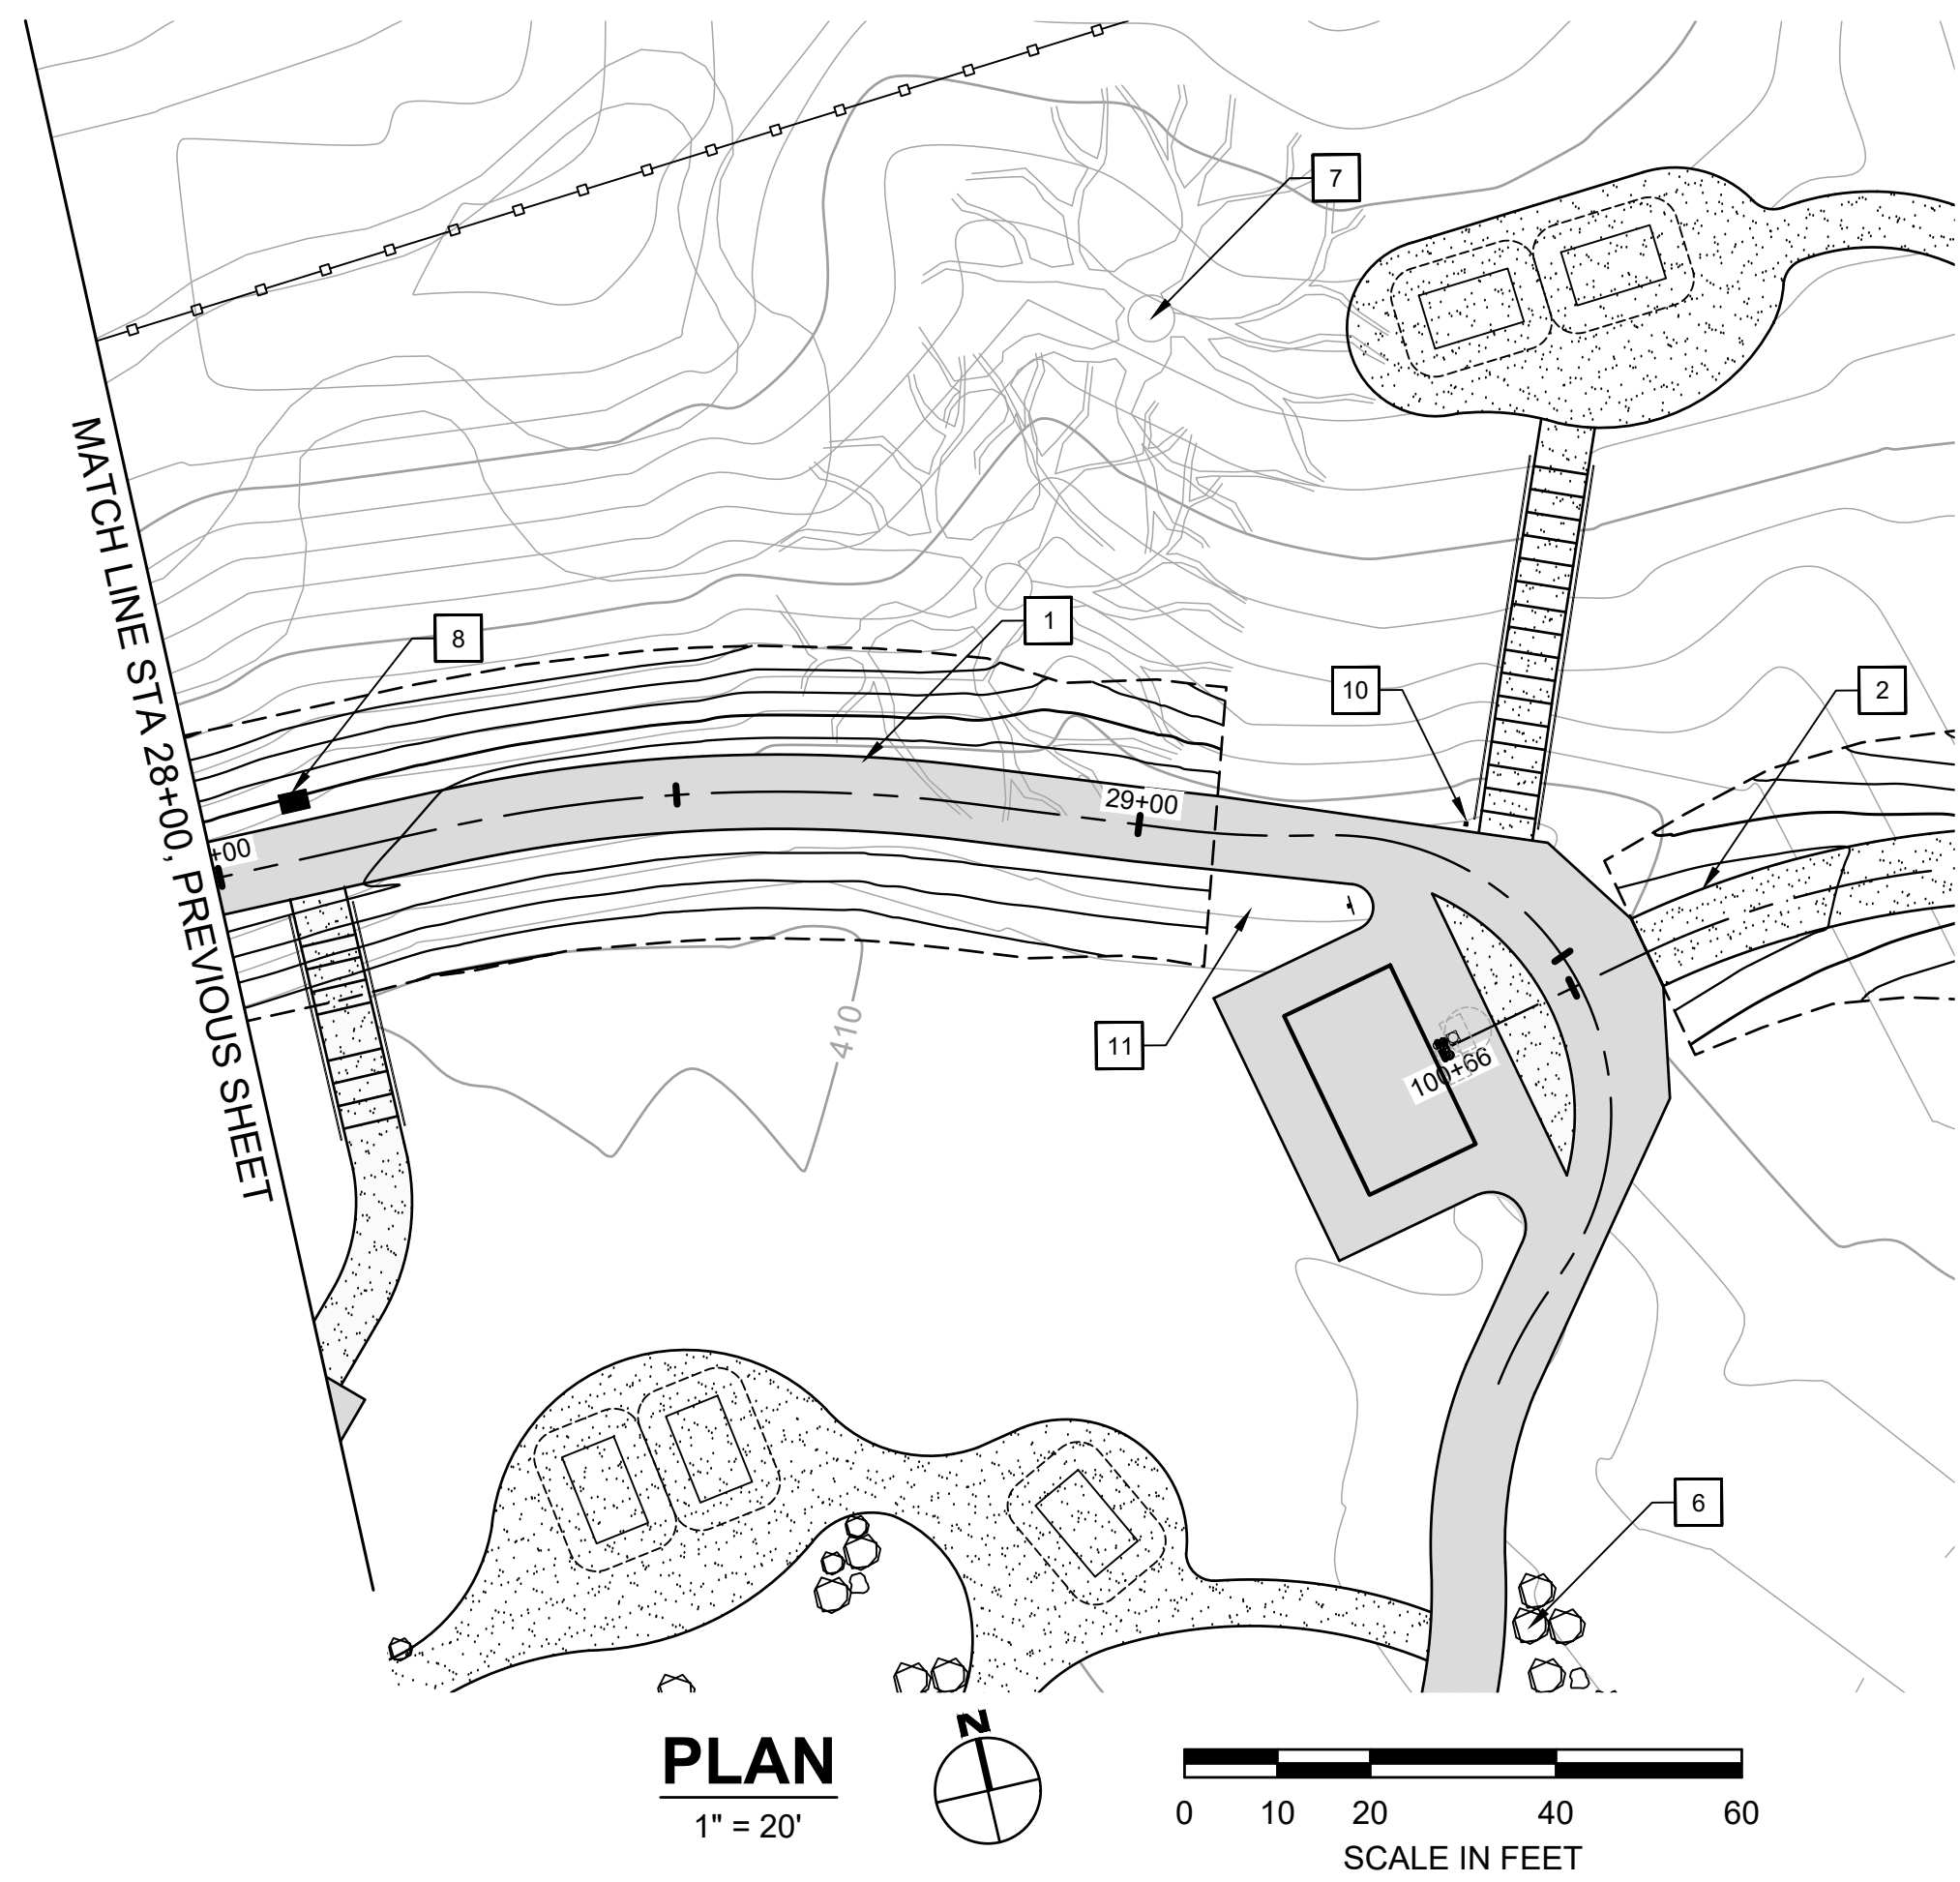 7
8
1
10
2
29+00
+00
MATCH LINE STA 28+00, PREVIOUS SHEET
11
410
100+66
6
PLAN
1" = 20'
N
0 10 20 40 60
SCALE IN FEET